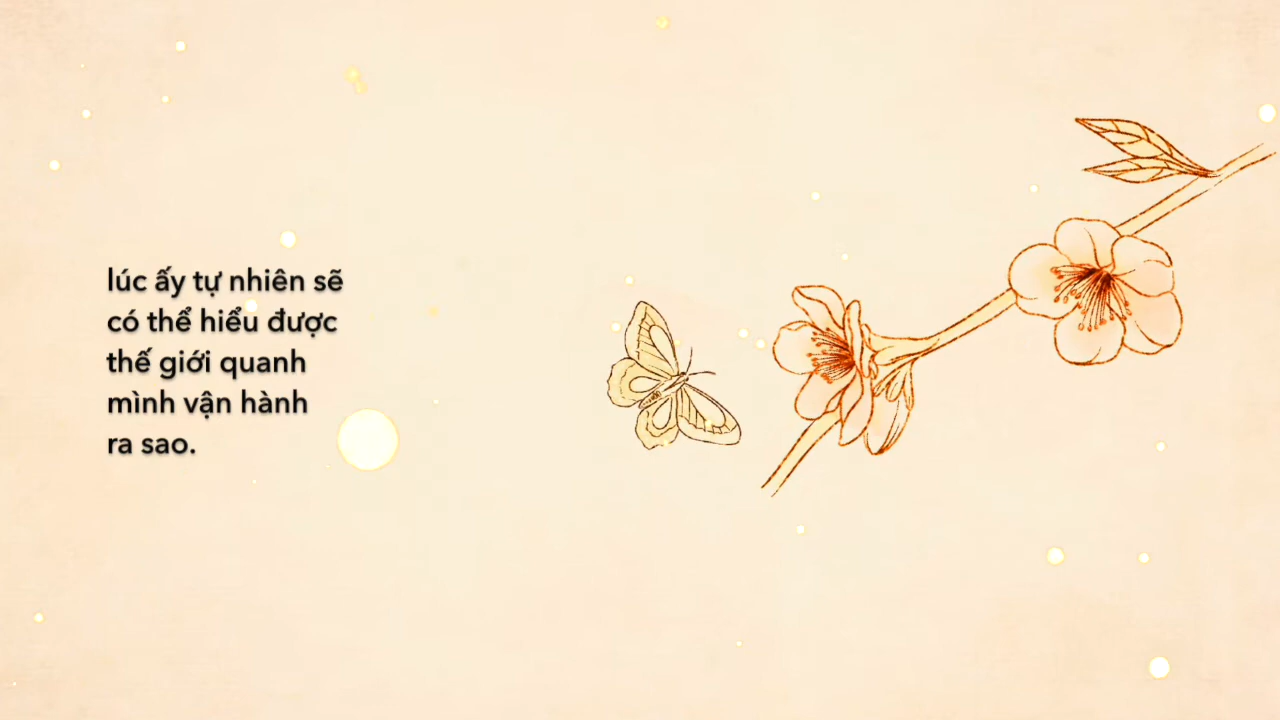 lúc ấy tự nhiên sẽ
có thể hiểu được
thế giới quanh
mình vận hành
ra sao.